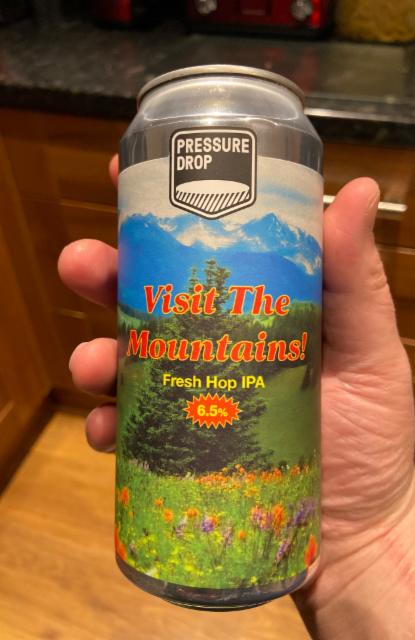 PRESSURE
DROP
Visit The
Mountains!
Fresh Hop IPA
6.5%